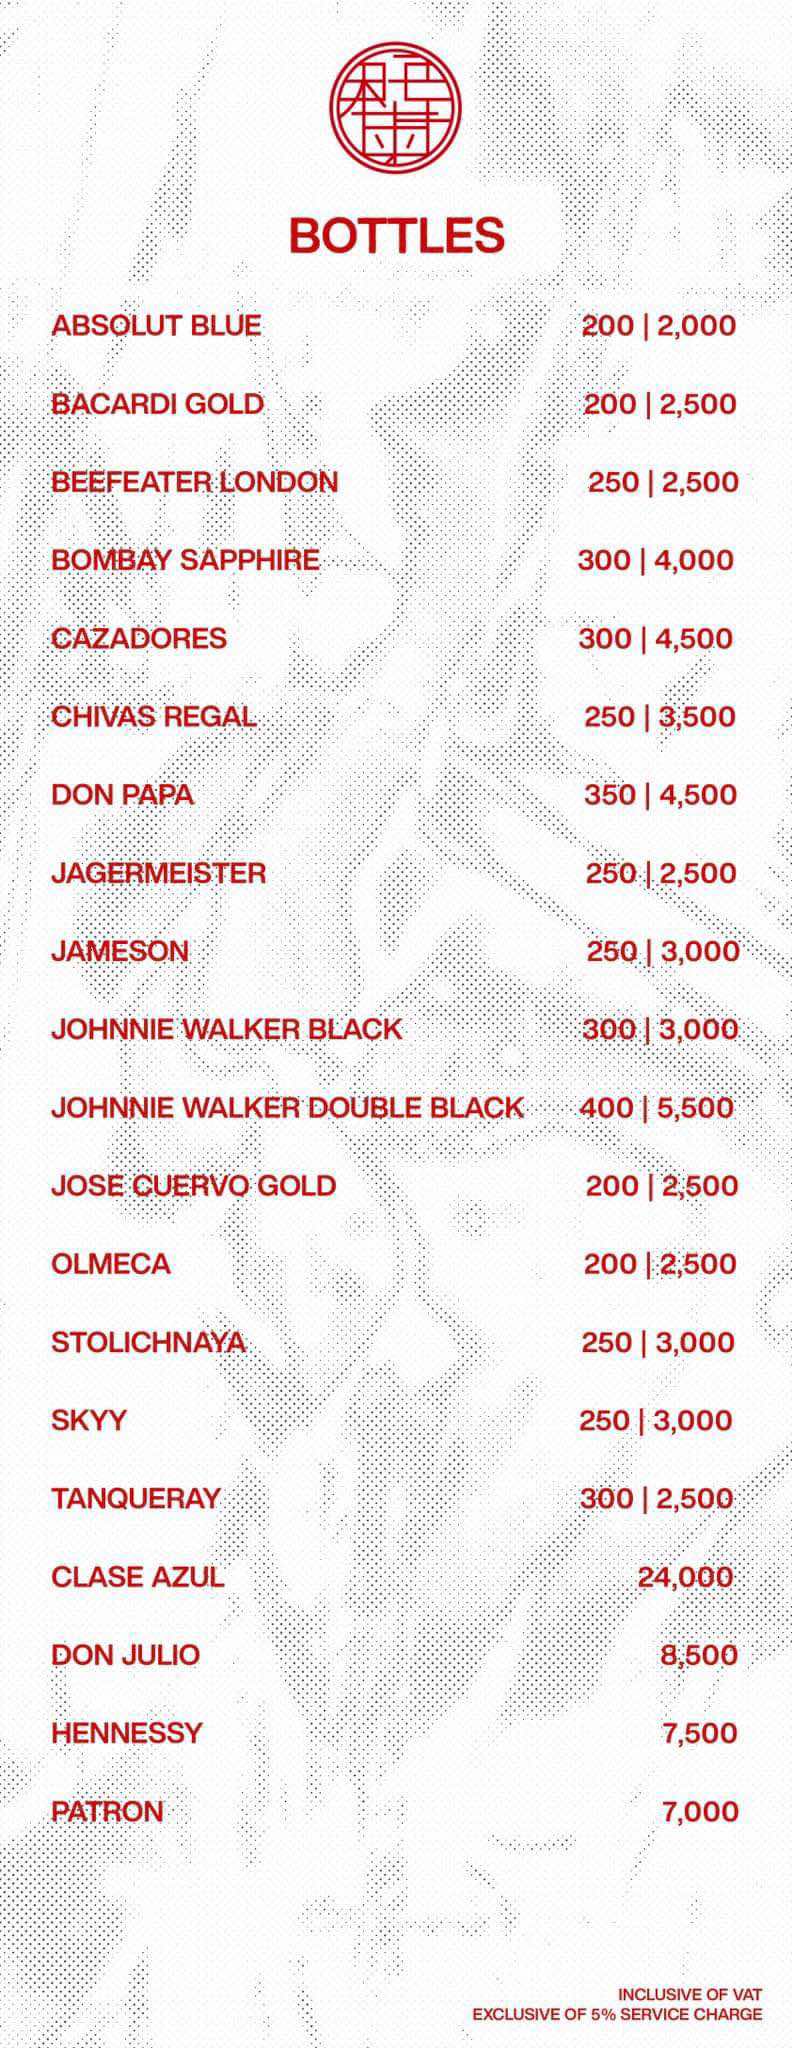 BOTTLES
ABSOLUT BLUE 200 | 2,000
BACARDI GOLD 200 | 2,500
BEEFEATER LONDON 250 | 2,500
BOMBAY SAPPHIRE 300 | 4,000
CAZADORES 300 | 4,500
CHIVAS REGAL 250 | 3,500
DON PAPA 350 | 4,500
JAGERMEISTER 250 | 2,500
JAMESON 250 | 3,000
JOHNNIE WALKER BLACK 300 | 3,000
JOHNNIE WALKER DOUBLE BLACK 400 | 5,500
JOSE CUERVO GOLD 200 | 2,500
OLMECA 200 | 2,500
STOLICHNAYA 250 | 3,000
SKYY 250 | 3,000
TANQUERAY 300 | 2,500
CLASE AZUL 24,000
DON JULIO 8,500
HENNESSY 7,500
PATRON 7,000
INCLUSIVE OF VAT
EXCLUSIVE OF 5% SERVICE CHARGE